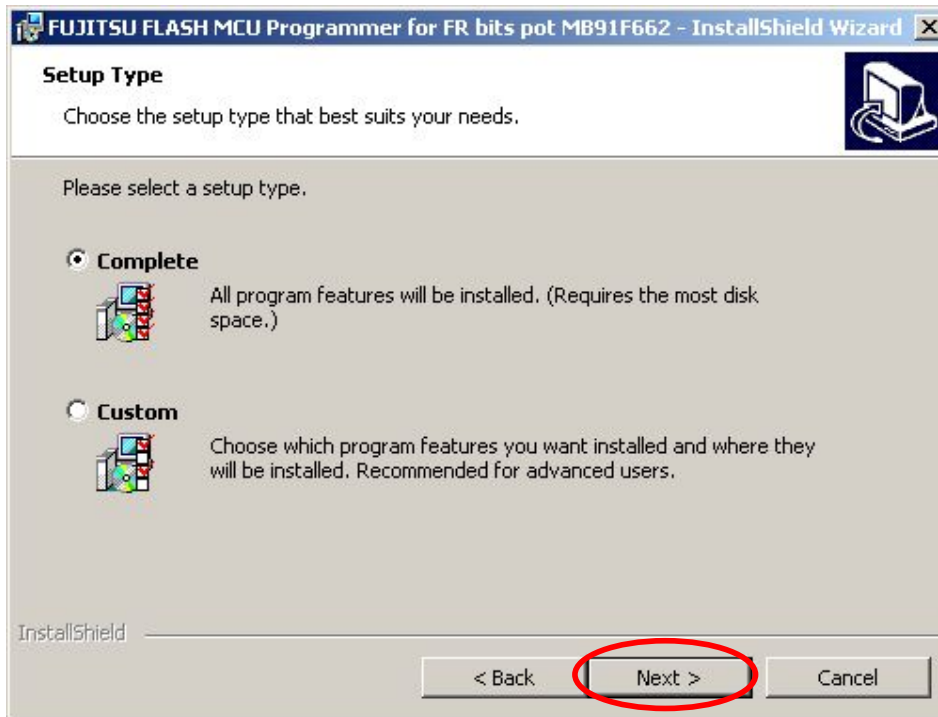 FUJITSU FLASH MCU Programmer for FR bits pot MB91F662 - InstallShield Wizard
Setup Type
Choose the setup type that best suits your needs.
Please select a setup type.
Complete
All program features will be installed. (Requires the most disk
space.)
Custom
Choose which program features you want installed and where they
will be installed. Recommended for advanced users.
InstallShield
< Back
Next >
Cancel